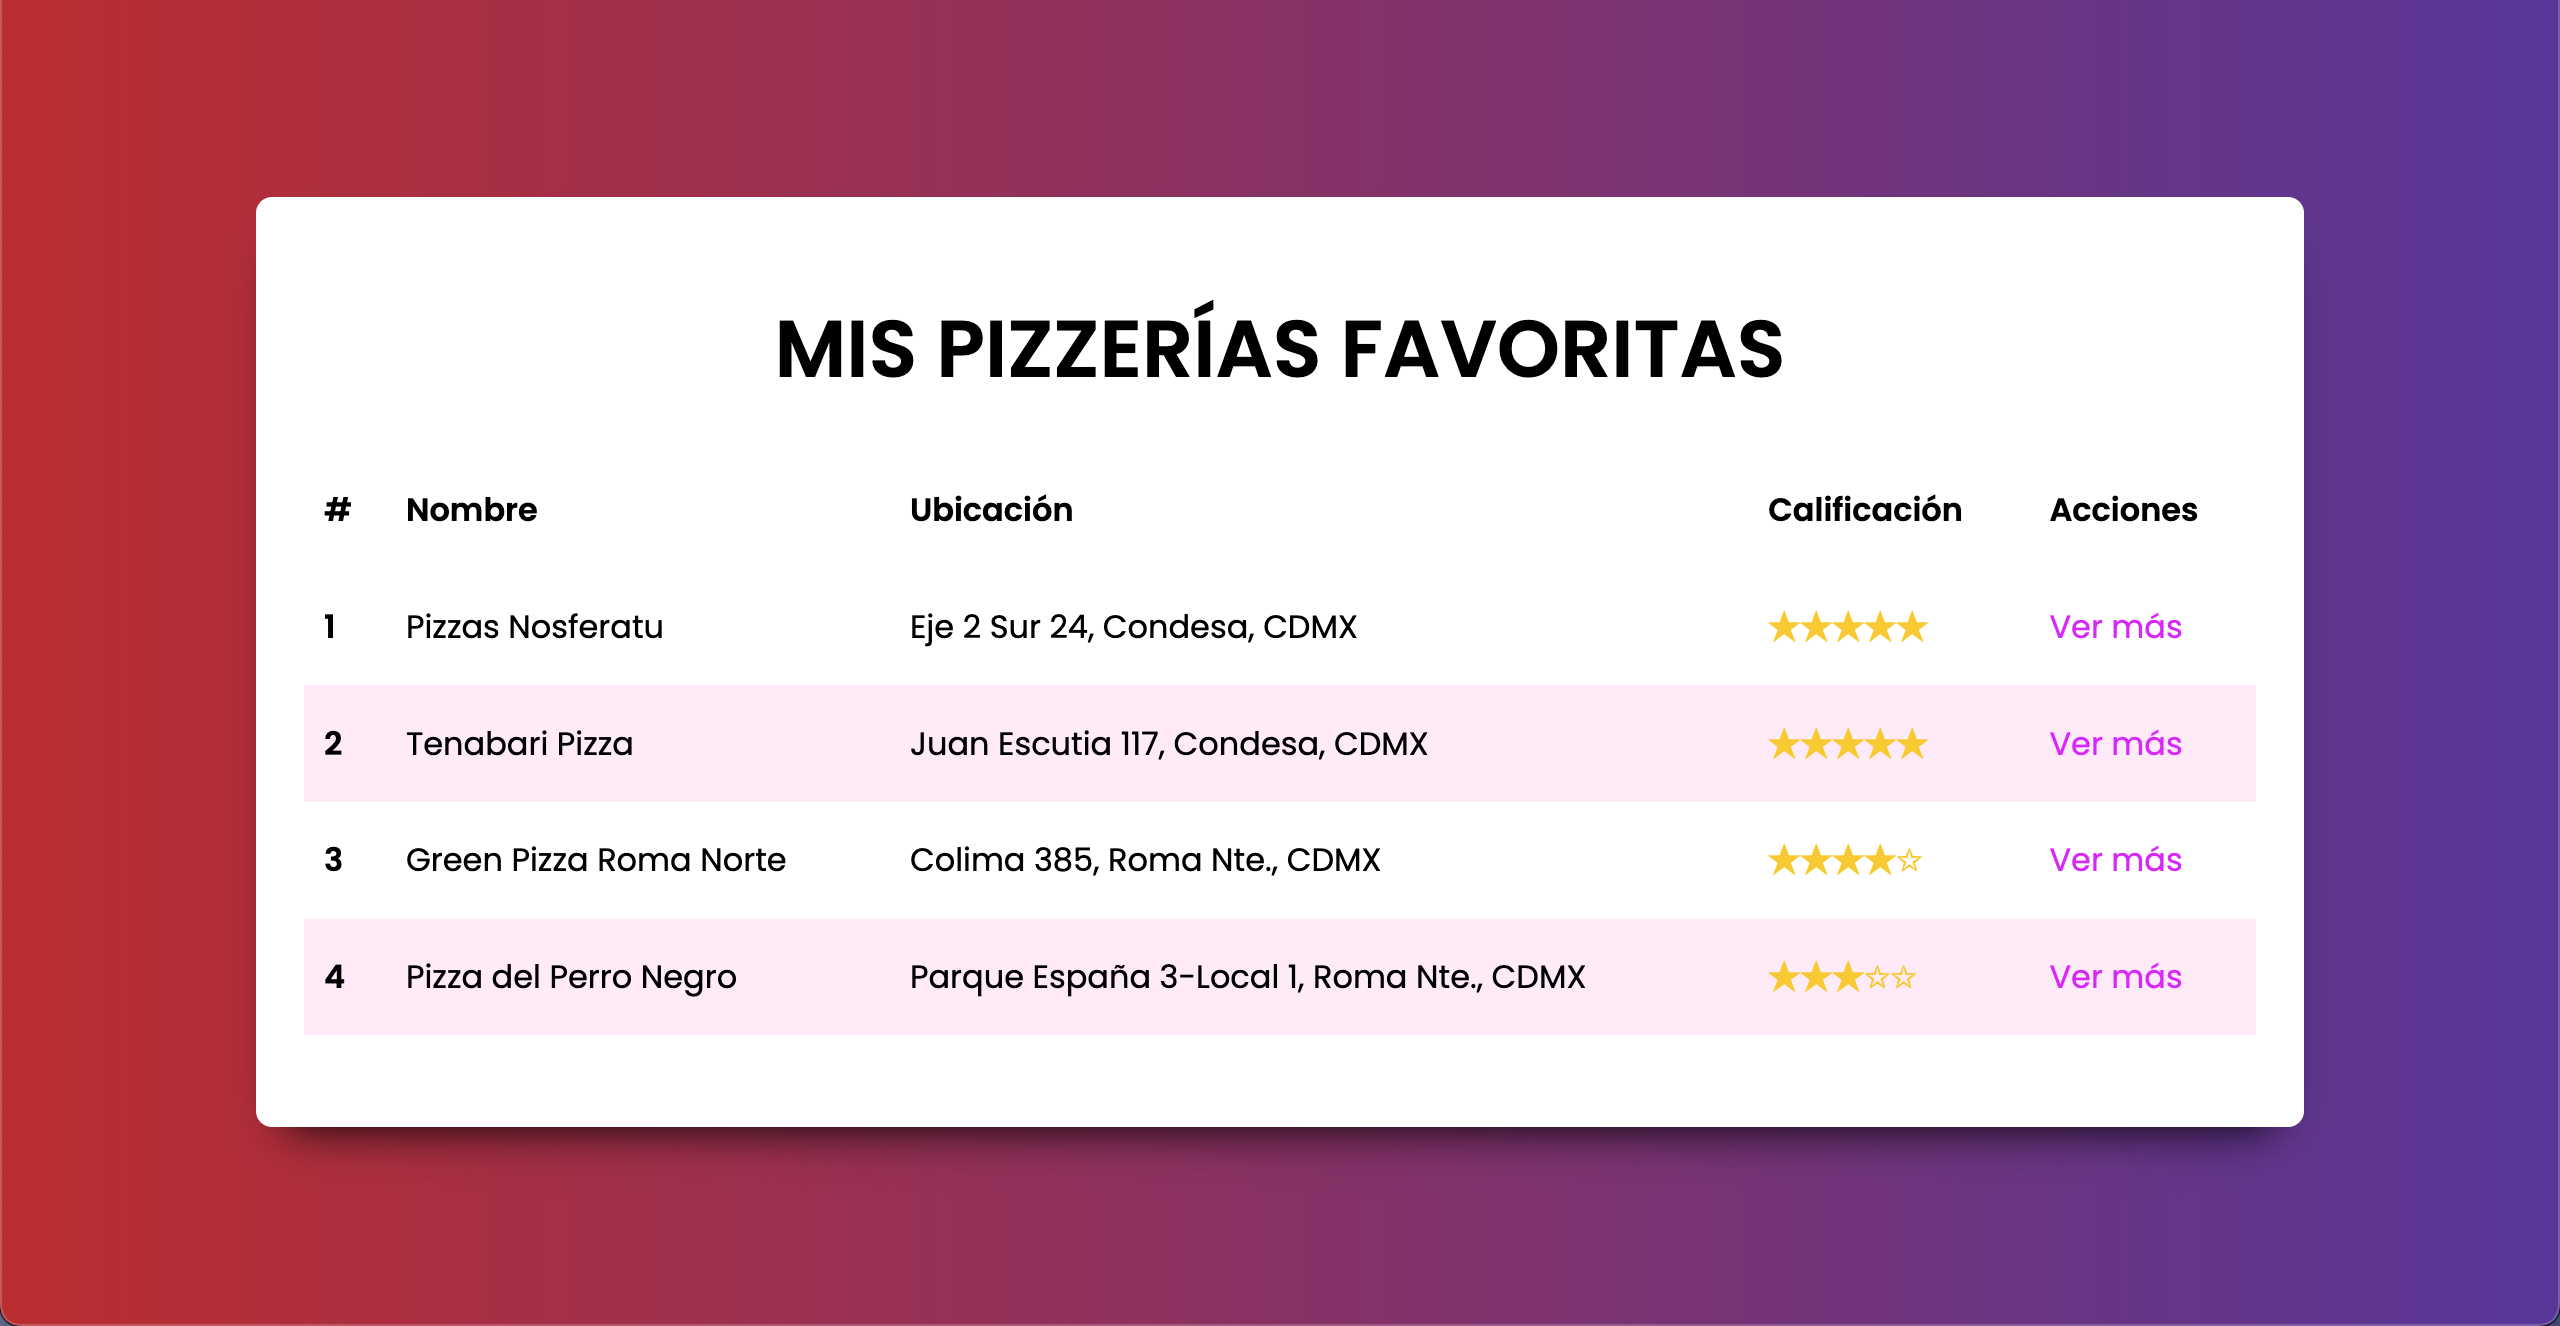 MIS PIZZERÍAS FAVORITAS
# Nombre Ubicación Calificación Acciones
1 Pizzas Nosferatu Eje 2 Sur 24, Condesa, CDMX ★★★★★ Ver más
2 Tenabari Pizza Juan Escutia 117, Condesa, CDMX ★★★★★ Ver más
3 Green Pizza Roma Norte Colima 385, Roma Nte., CDMX ★★★★☆ Ver más
4 Pizza del Perro Negro Parque España 3-Local 1, Roma Nte., CDMX ★★★☆☆ Ver más